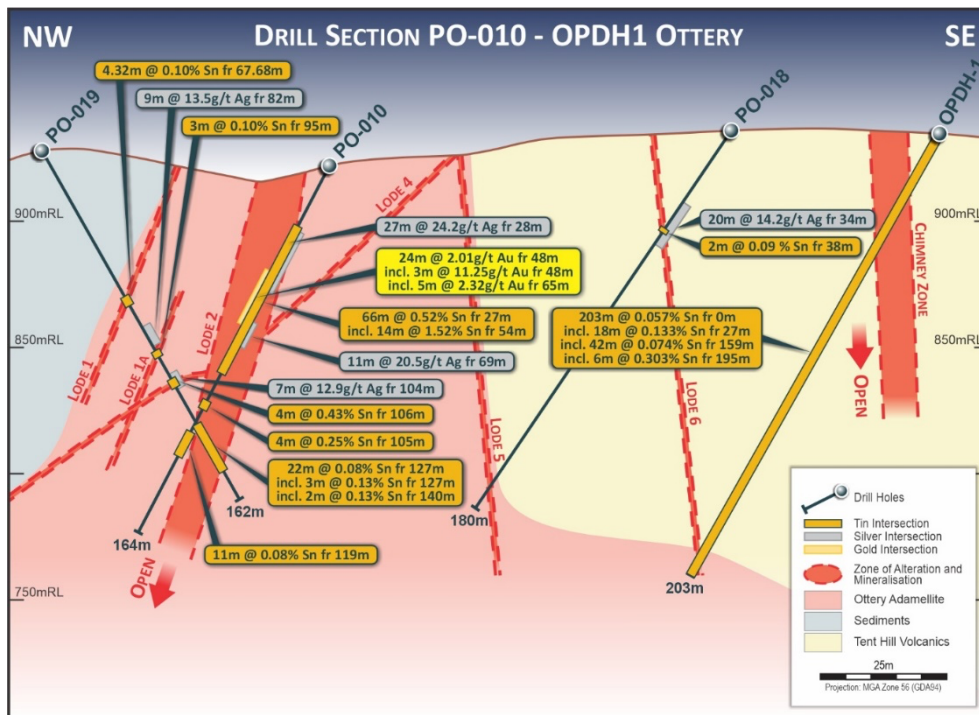 NW
DRILL SECTION PO-010 - OPDH1 OTTERY
SE
4.32m @ 0.10% Sn fr 67.68m
9m @ 13.5g/t Ag fr 82m
3m @ 0.10% Sn fr 95m
PO-019
PO-010
PO-018
OPDH-1
900mRL
900mRL
850mRL
850mRL
750mRL
LODE 1
LODE 1A
LODE 2
LODE 4
LODE 5
LODE 6
CHIMNEY ZONE
27m @ 24.2g/t Ag fr 28m
24m @ 2.01g/t Au fr 48m
incl. 3m @ 11.25g/t Au fr 48m
incl. 5m @ 2.32g/t Au fr 65m
66m @ 0.52% Sn fr 27m
incl. 14m @ 1.52% Sn fr 54m
11m @ 20.5g/t Ag fr 69m
7m @ 12.9g/t Ag fr 104m
4m @ 0.43% Sn fr 106m
4m @ 0.25% Sn fr 105m
22m @ 0.08% Sn fr 127m
incl. 3m @ 0.13% Sn fr 127m
incl. 2m @ 0.13% Sn fr 140m
11m @ 0.08% Sn fr 119m
20m @ 14.2g/t Ag fr 34m
2m @ 0.09 % Sn fr 38m
203m @ 0.057% Sn fr 0m
incl. 18m @ 0.133% Sn fr 27m
incl. 42m @ 0.074% Sn fr 159m
incl. 6m @ 0.303% Sn fr 195m
164m
162m
180m
203m
OPEN
OPEN
Drill Holes
Tin Intersection
Silver Intersection
Gold Intersection
Zone of Alteration and
Mineralisation
Ottery Adamellite
Sediments
Tent Hill Volcanics
25m
Projection: MGA Zone 56 (GDA94)